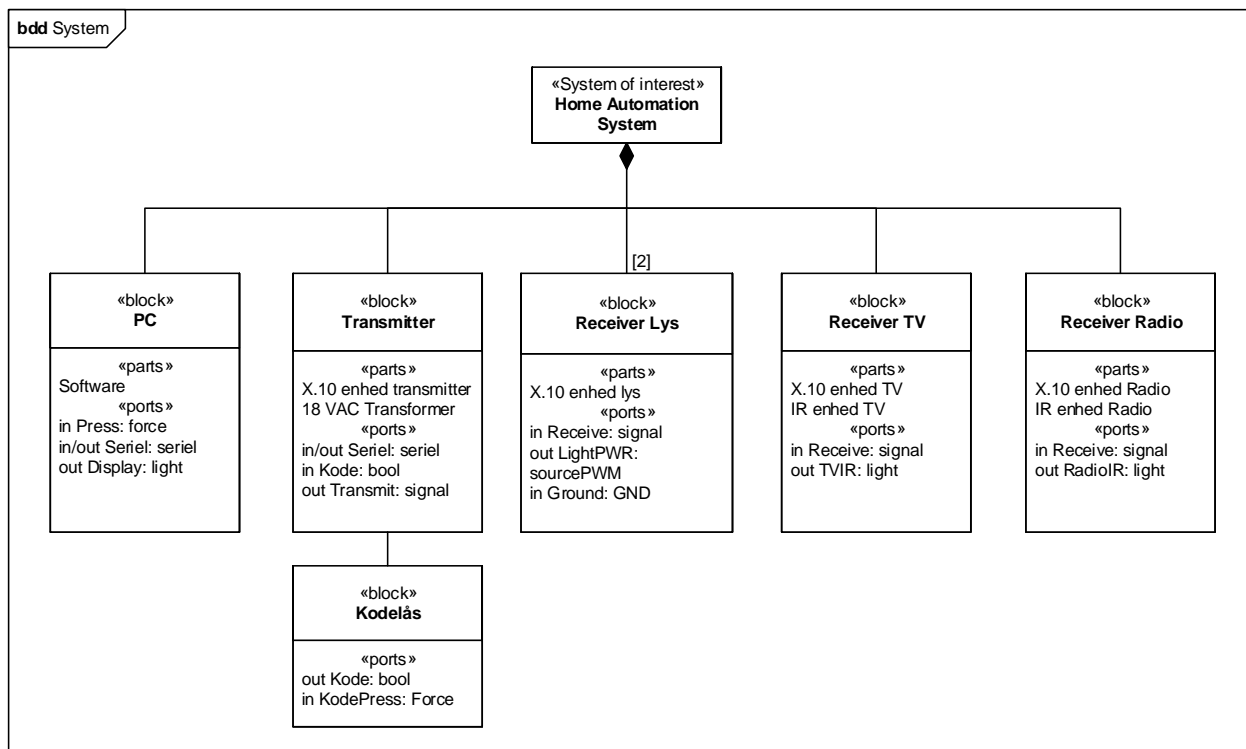 bdd System
«System of interest»
Home Automation
System
[2]
«block»
PC
«parts»
Software
«ports»
in Press: force
in/out Seriel: seriel
out Display: light
«block»
Transmitter
«parts»
X.10 enhed transmitter
18 VAC Transformer
«ports»
in/out Seriel: seriel
in Kode: bool
out Transmit: signal
«block»
Receiver Lys
«parts»
X.10 enhed lys
«ports»
in Receive: signal
out LightPWR:
sourcePWM
in Ground: GND
«block»
Receiver TV
«parts»
X.10 enhed TV
IR enhed TV
«ports»
in Receive: signal
out TVIR: light
«block»
Receiver Radio
«parts»
X.10 enhed Radio
IR enhed Radio
«ports»
in Receive: signal
out RadioIR: light
«block»
Kodelås
«ports»
out Kode: bool
in KodePress: Force